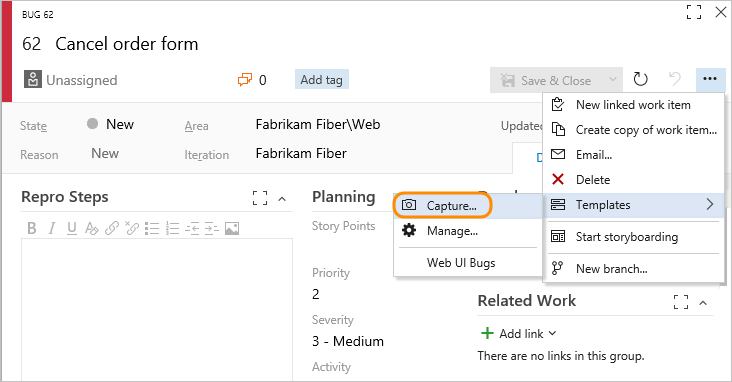 BUG 62
62 Cancel order form
Unassigned 0 Add tag Save & Close
State New Area Fabrikam Fiber\Web Updated
Reason New Iteration Fabrikam Fiber
New linked work item
Create copy of work item...
Email...
Delete
Templates
Start storyboarding
New branch...
Capture...
Manage...
Web UI Bugs
Repro Steps
B I U
Planning
Story Points
Priority
2
Severity
3 - Medium
Activity
Related Work
Add link
There are no links in this group.